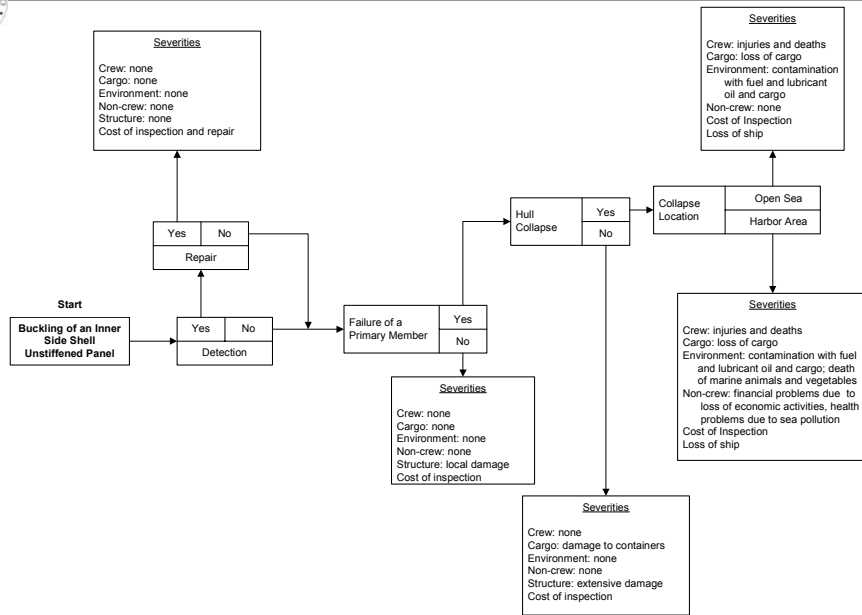 Severities
Crew: none
Cargo: none
Environment: none
Non-crew: none
Structure: none
Cost of inspection and repair
Severities
Crew: injuries and deaths
Cargo: loss of cargo
Environment: contamination
with fuel and lubricant
oil and cargo
Non-crew: none
Cost of Inspection
Loss of ship
Yes
No
Repair
Hull
Collapse
Yes
No
Collapse
Location
Open Sea
Harbor Area
Start
Buckling of an Inner
Side Shell
Unstiffened Panel
Yes
No
Detection
Failure of a
Primary Member
Yes
No
Severities
Crew: none
Cargo: none
Environment: none
Non-crew: none
Structure: local damage
Cost of inspection
Severities
Crew: injuries and deaths
Cargo: loss of cargo
Environment: contamination with fuel
and lubricant oil and cargo; death
of marine animals and vegetables
Non-crew: financial problems due to
loss of economic activities, health
problems due to sea pollution
Cost of Inspection
Loss of ship
Severities
Crew: none
Cargo: damage to containers
Environment: none
Non-crew: none
Structure: extensive damage
Cost of inspection